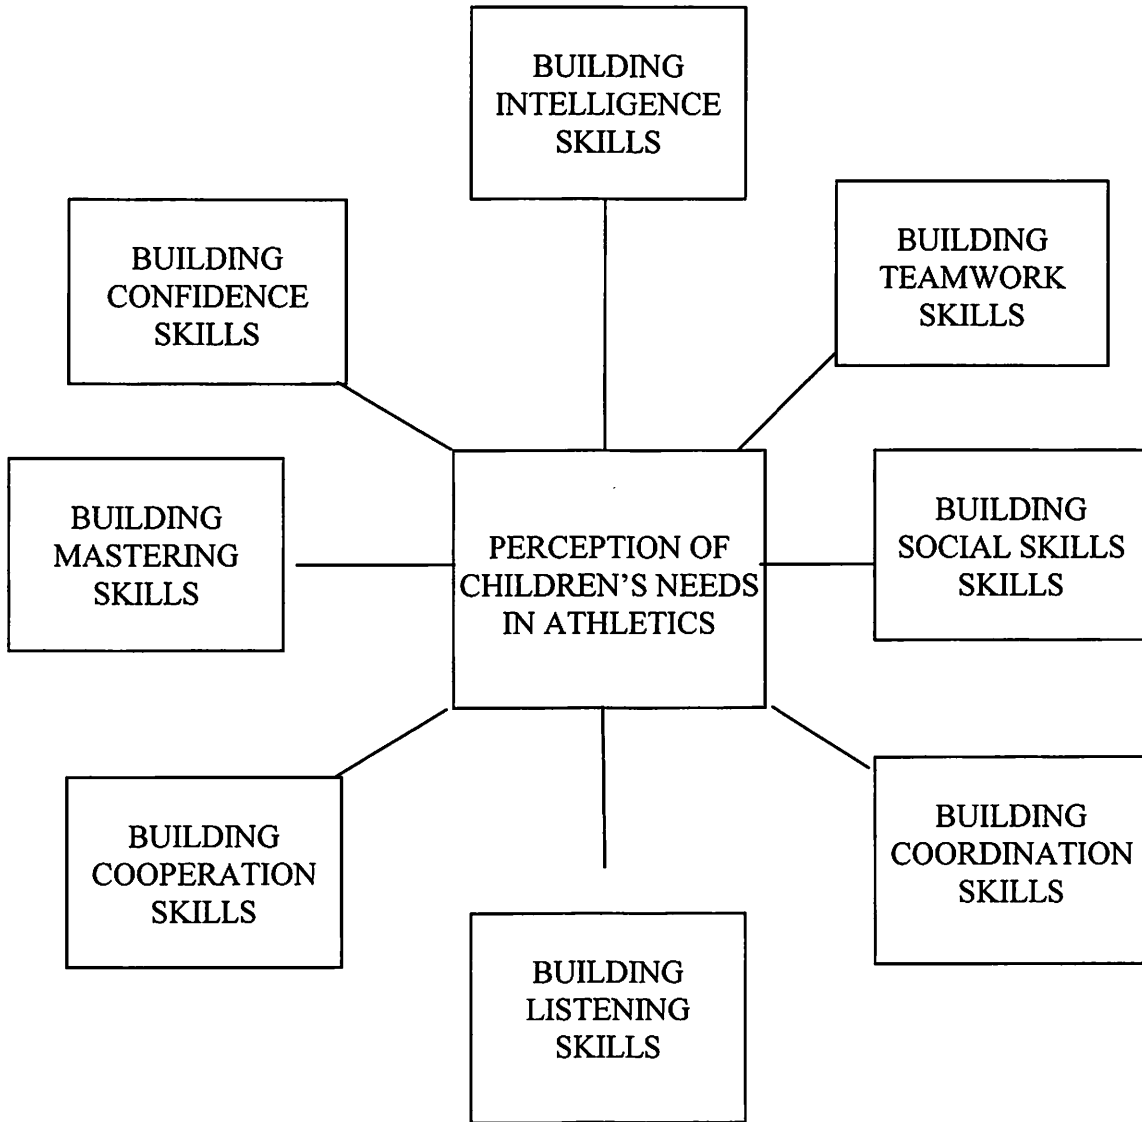 BUILDING
INTELLIGENCE
SKILLS
BUILDING
TEAMWORK
SKILLS
BUILDING
CONFIDENCE
SKILLS
BUILDING
MASTERING
SKILLS
PERCEPTION OF
CHILDREN’S NEEDS
IN ATHLETICS
BUILDING
SOCIAL SKILLS
SKILLS
BUILDING
COOPERATION
SKILLS
BUILDING
COORDINATION
SKILLS
BUILDING
LISTENING
SKILLS